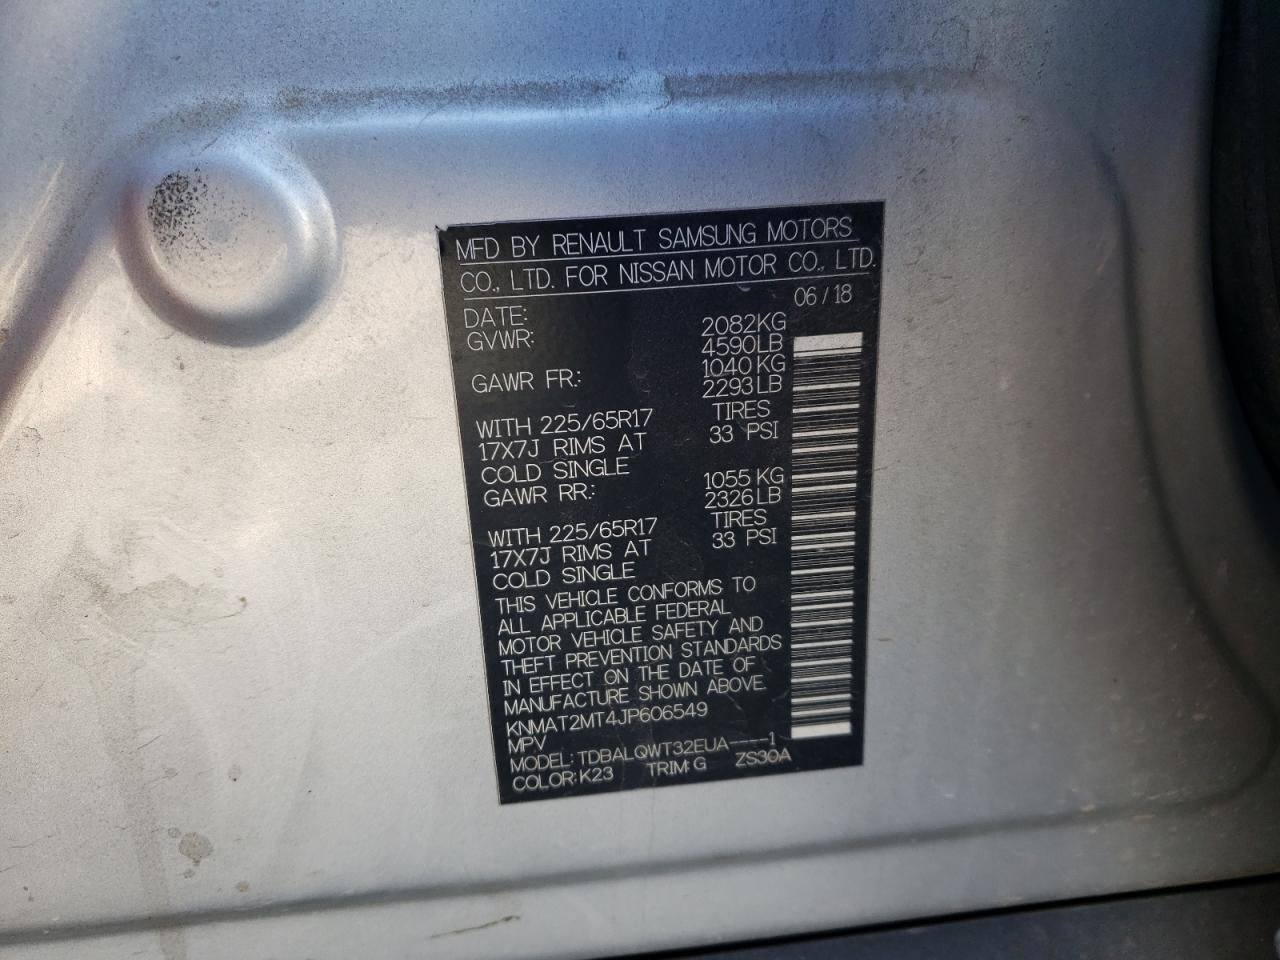 MFD BY RENAULT SAMSUNG MOTORS
CO., LTD. FOR NISSAN MOTOR CO., LTD.
DATE: 06/18
GVWR: 2082KG
4590LB
GAWR FR.: 1040KG
2293LB
WITH 225/65R17 TIRES
17X7J RIMS AT 33 PSI
COLD SINGLE
GAWR RR.: 1055KG
2326LB
WITH 225/65R17 TIRES
17X7J RIMS AT 33 PSI
COLD SINGLE
THIS VEHICLE CONFORMS TO
ALL APPLICABLE FEDERAL
MOTOR VEHICLE SAFETY AND
THEFT PREVENTION STANDARDS
IN EFFECT ON THE DATE OF
MANUFACTURE SHOWN ABOVE
KNMAT2MT4JP606549
MPV
MODEL: TDBALQWT32EUA----1
COLOR: K23 TRIM: G ZS30A